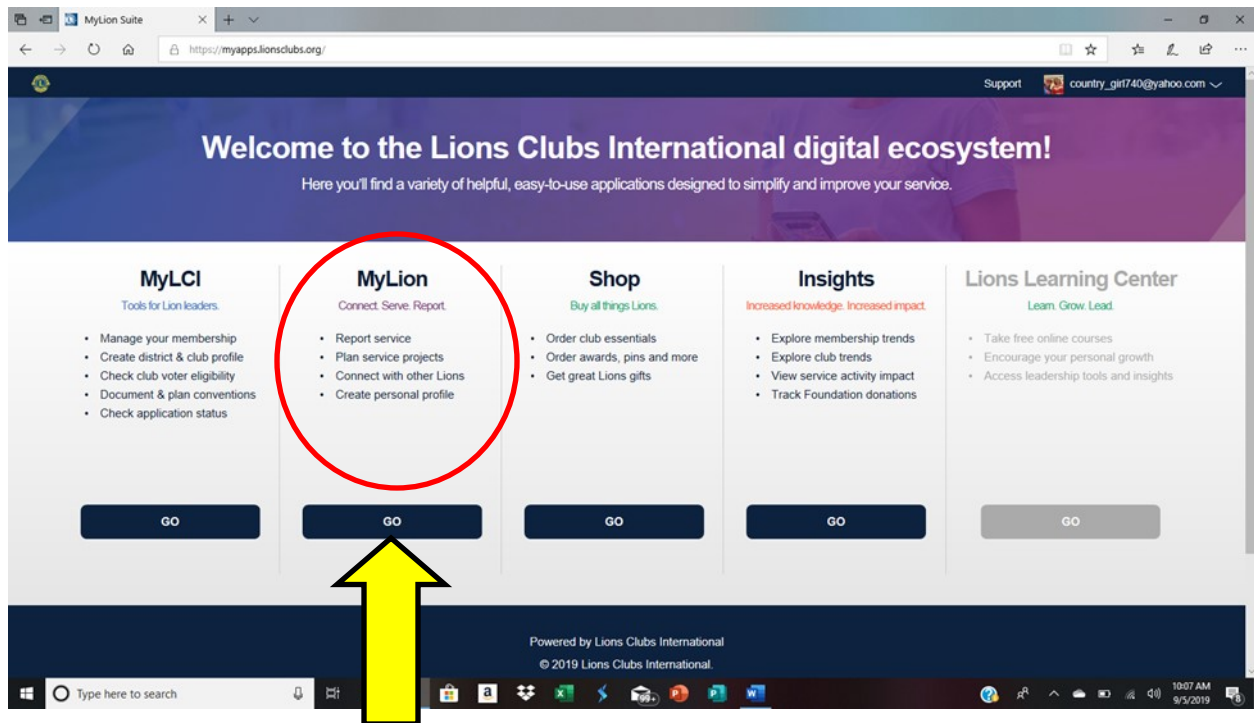 MyLion Suite
https://myapps.lionsclubs.org/
Support country_girl740@yahoo.com
Welcome to the Lions Clubs International digital ecosystem!
Here you'll find a variety of helpful, easy-to-use applications designed to simplify and improve your service.
MyLCI
Tools for Lion leaders.
• Manage your membership
• Create district & club profile
• Check club voter eligibility
• Document & plan conventions
• Check application status
GO
MyLion
Connect. Serve. Report.
• Report service
• Plan service projects
• Connect with other Lions
• Create personal profile
GO
Shop
Buy all things Lions.
• Order club essentials
• Order awards, pins and more
• Get great Lions gifts
GO
Insights
Increased knowledge. Increased impact.
• Explore membership trends
• Explore club trends
• View service activity impact
• Track Foundation donations
GO
Lions Learning Center
Learn. Grow. Lead.
• Take free online courses
• Encourage your personal growth
• Access leadership tools and insights
GO
Powered by Lions Clubs International
© 2019 Lions Clubs International.
Type here to search
a
99+
10:07 AM
9/5/2019
8